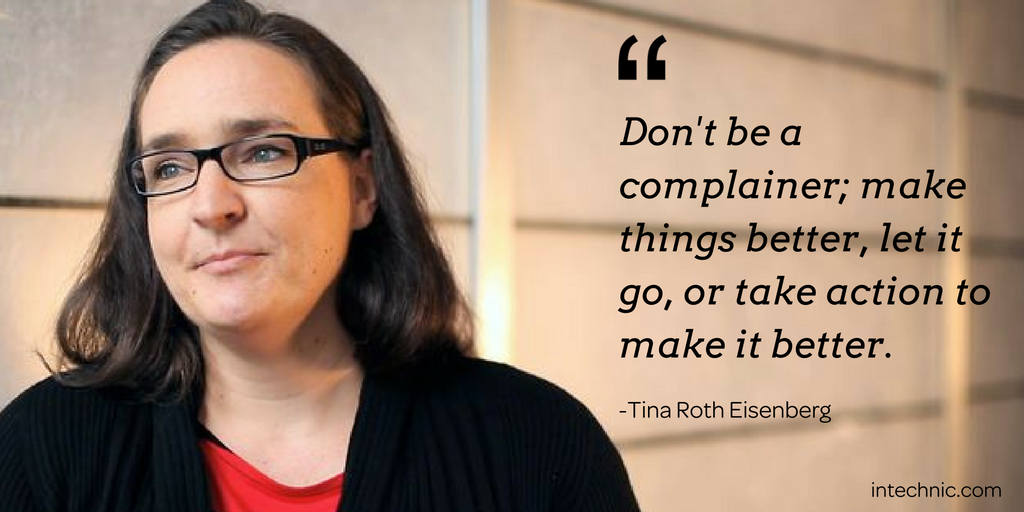 “
Don't be a
complainer; make
things better, let it
go, or take action to
make it better.
-Tina Roth Eisenberg
intechnic.com